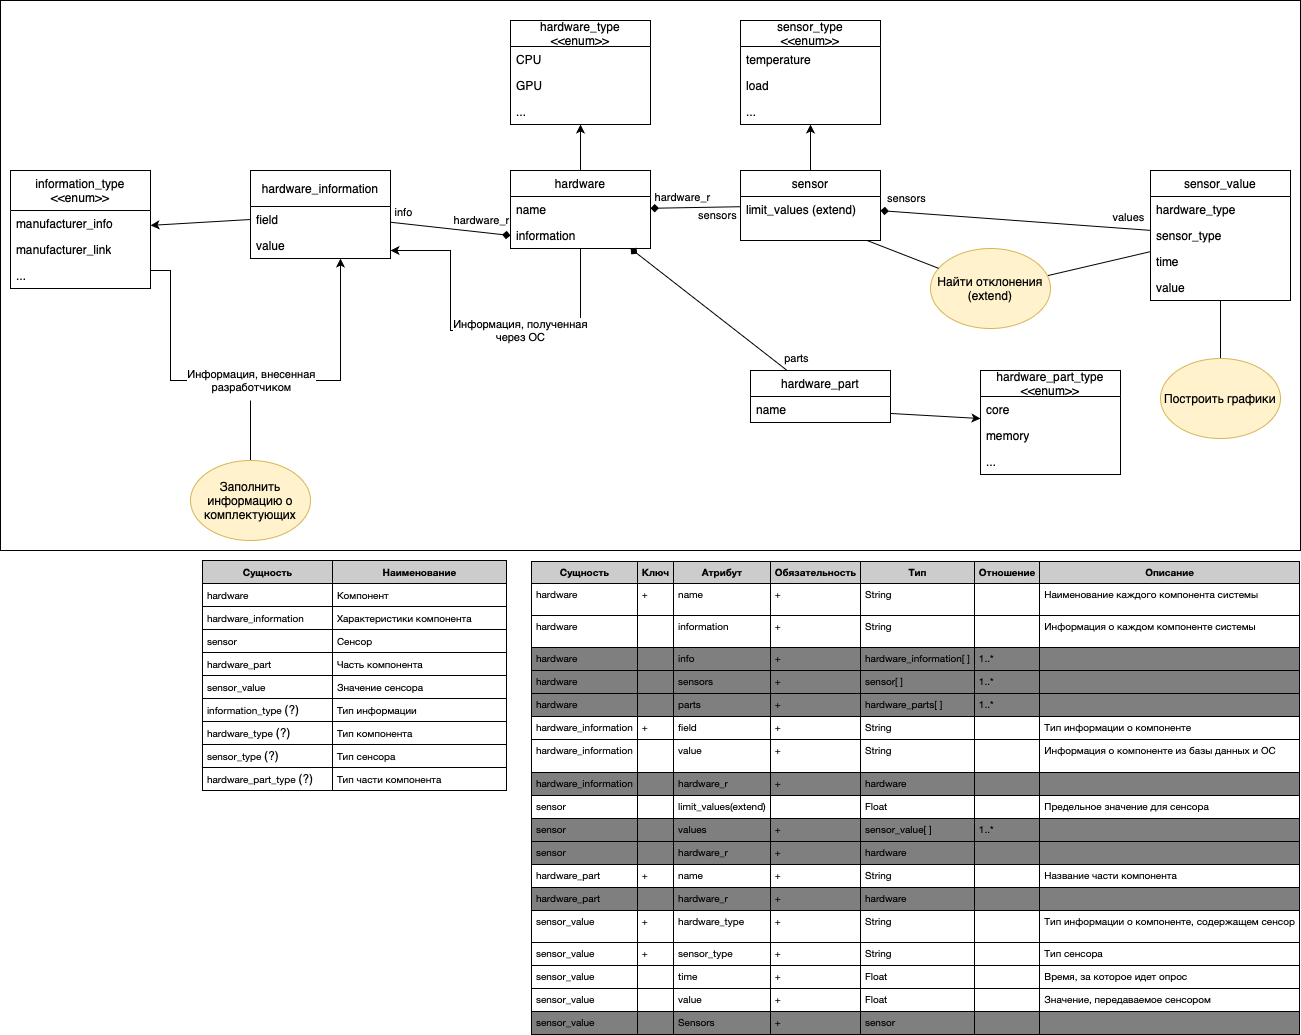 hardware_type
<<enum>>
CPU
GPU
...
sensor_type
<<enum>>
temperature
load
...
information_type
<<enum>>
manufacturer_info
manufacturer_link
...
hardware_information
field
value
info
hardware_r
hardware
name
information
hardware_r
sensors
sensor
limit_values (extend)
sensors
values
sensor_value
hardware_type
sensor_type
time
value
Найти отклонения
(extend)
Информация, полученная
через ОС
Информация, внесенная
разработчиком
parts
hardware_part
name
hardware_part_type
<<enum>>
core
memory
...
Построить графики
Заполнить
информацию о
комплектующих
Сущность Наименование
hardware Компонент
hardware_information Характеристики компонента
sensor Сенсор
hardware_part Часть компонента
sensor_value Значение сенсора
information_type (?) Тип информации
hardware_type (?) Тип компонента
sensor_type (?) Тип сенсора
hardware_part_type (?) Тип части компонента
Сущность Ключ Атрибут Обязательность Тип Отношение Описание
hardware + name + String Наименование каждого компонента системы
hardware information + String Информация о каждом компоненте системы
hardware info + hardware_information[ ] 1..*
hardware sensors + sensor[ ] 1..*
hardware parts + hardware_parts[ ] 1..*
hardware_information + field + String Тип информации о компоненте
hardware_information value + String Информация о компоненте из базы данных и ОС
hardware_information hardware_r + hardware
sensor limit_values(extend) Float Предельное значение для сенсора
sensor values + sensor_value[ ] 1..*
sensor hardware_r + hardware
hardware_part + name + String Название части компонента
hardware_part hardware_r + hardware
sensor_value + hardware_type + String Тип информации о компоненте, содержащем сенсор
sensor_value + sensor_type + String Тип сенсора
sensor_value time + Float Время, за которое идет опрос
sensor_value value + Float Значение, передаваемое сенсором
sensor_value Sensors + sensor